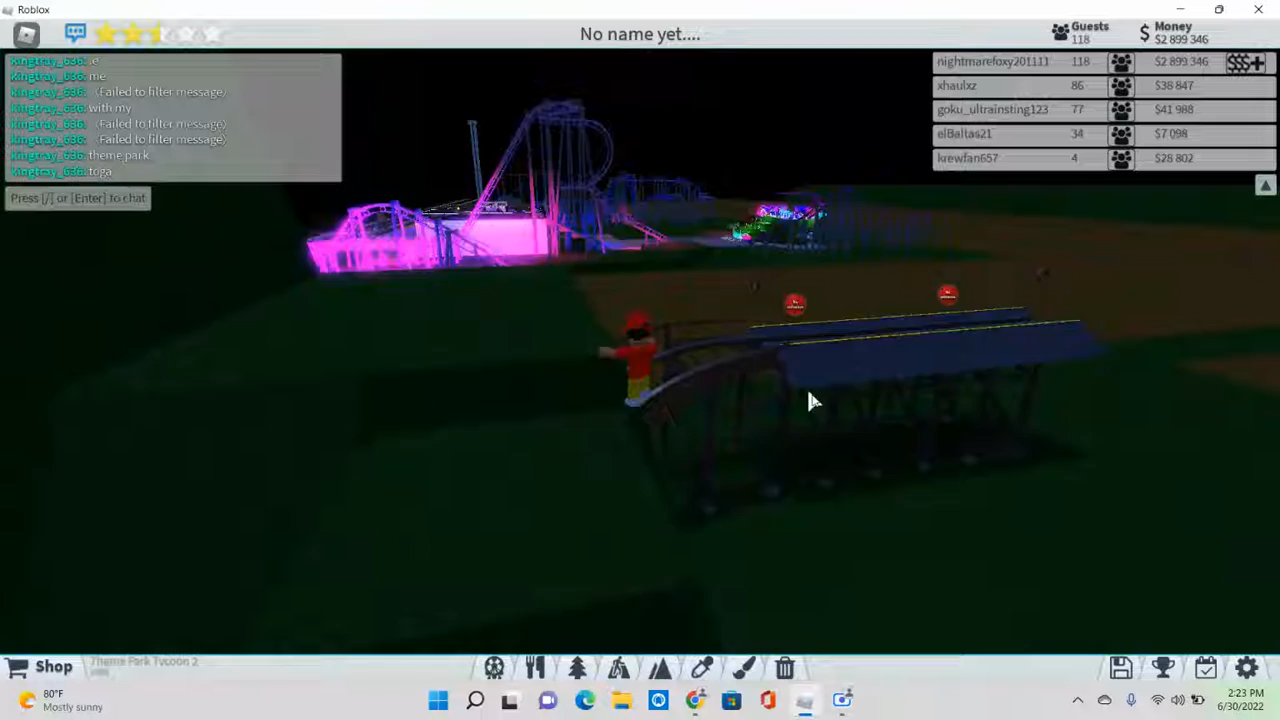 Roblox
No name yet....
Guests
118
Money
$2 899 346
kingtray_636: .e
kingtray_636: me
kingtray_636: (Failed to filter message)
kingtray_636: with my
kingtray_636: (Failed to filter message)
kingtray_636: (Failed to filter message)
kingtray_636: theme park
kingtray_636: toga
Press [/] or [Enter] to chat
nightmarefoxy201111 118 $2 899 346 $$$+
xhaulxz 86 $38 847
goku_ultrainsting123 77 $41 988
elBaltas21 34 $7 098
krewfan657 4 $28 802
Shop
Theme Park Tycoon 2
80°F
Mostly sunny
2:23 PM
6/30/2022